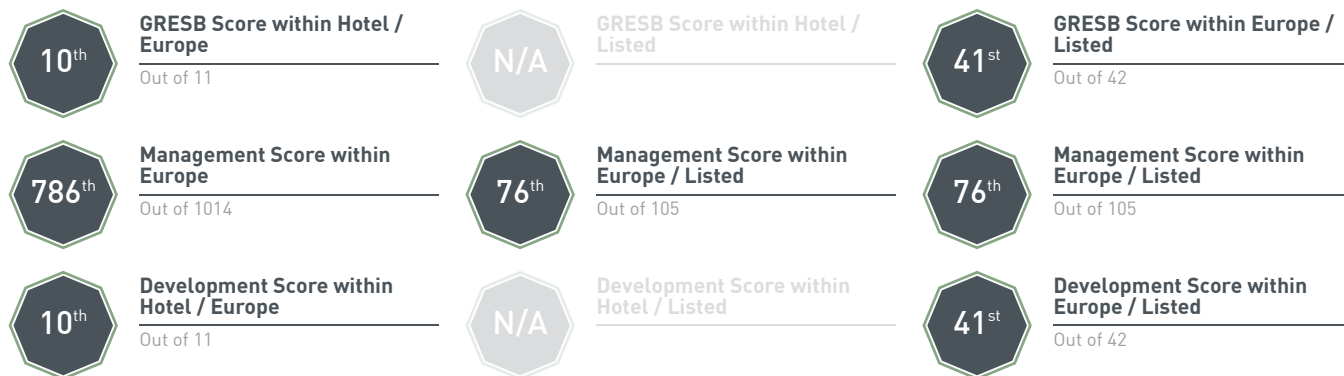 10th
GRESB Score within Hotel /
Europe
Out of 11
N/A
GRESB Score within Hotel /
Listed
41st
GRESB Score within Europe /
Listed
Out of 42
786th
Management Score within
Europe
Out of 1014
76th
Management Score within
Europe / Listed
Out of 105
76th
Management Score within
Europe / Listed
Out of 105
10th
Development Score within
Hotel / Europe
Out of 11
N/A
Development Score within
Hotel / Listed
41st
Development Score within
Europe / Listed
Out of 42